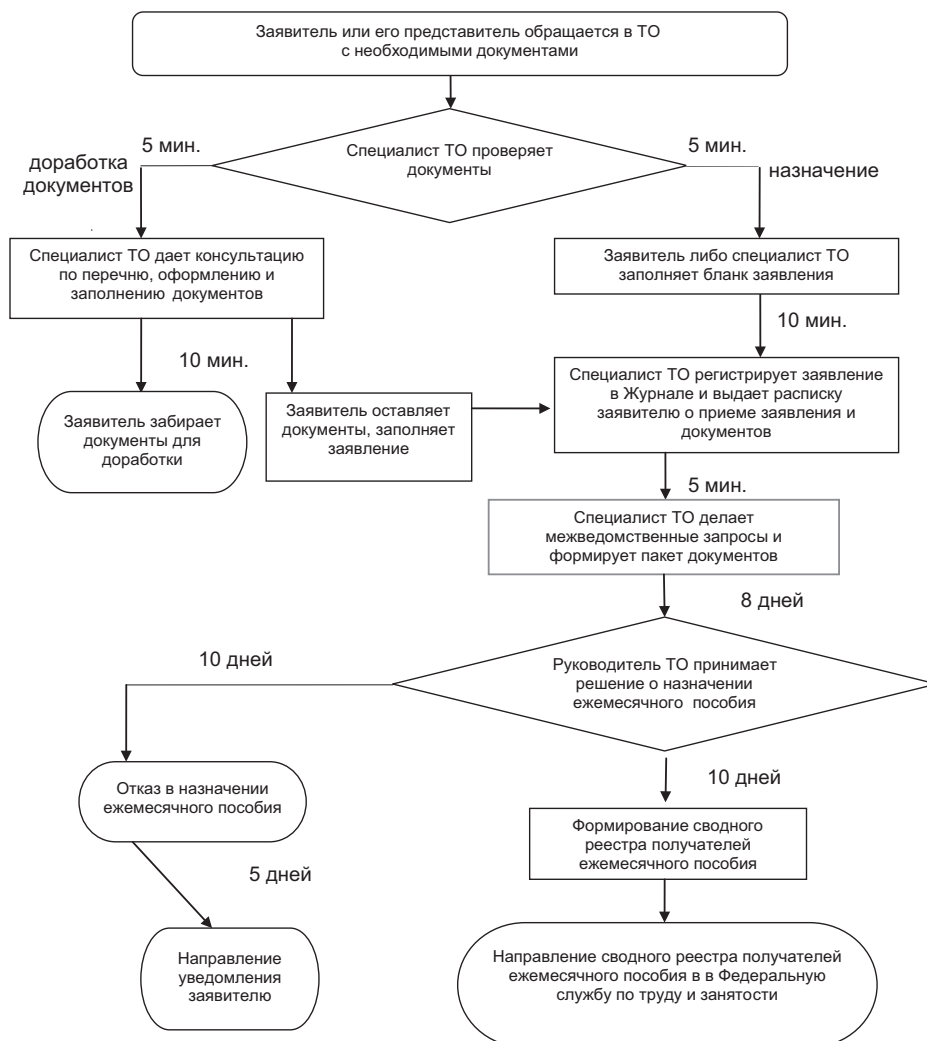 Заявитель или его представитель обращается в ТО
с необходимыми документами
5 мин.
5 мин.
Специалист ТО проверяет
документы
доработка
документов
назначение
Специалист ТО дает консультацию
по перечню, оформлению и
заполнению документов
Заявитель либо специалист ТО
заполняет бланк заявления
10 мин.
10 мин.
Заявитель забирает
документы для
доработки
Заявитель оставляет
документы, заполняет
заявление
Специалист ТО регистрирует заявление
в Журнале и выдает расписку
заявителю о приеме заявления и
документов
5 мин.
Специалист ТО делает
межведомственные запросы и
формирует пакет документов
8 дней
10 дней
Руководитель ТО принимает
решение о назначении
ежемесячного пособия
Отказ в назначении
ежемесячного пособия
10 дней
5 дней
Формирование сводного
реестра получателей
ежемесячного пособия
Направление
уведомления
заявителю
Направление сводного реестра получателей
ежемесячного пособия в в Федеральную
службу по труду и занятости